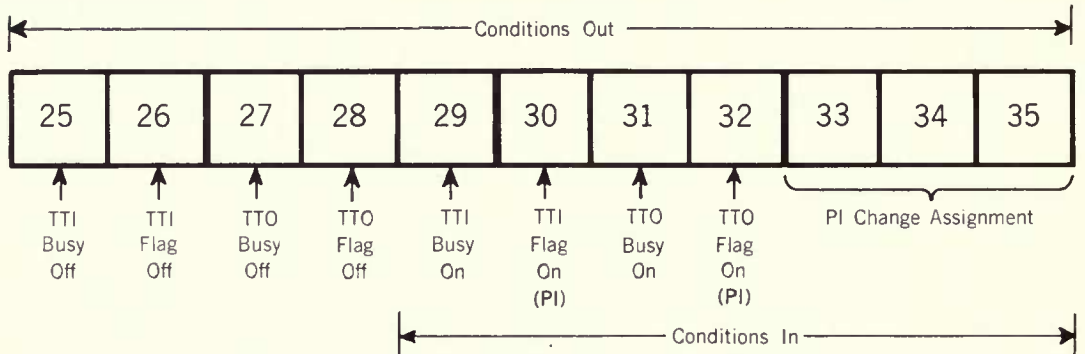 Conditions Out
25 26 27 28 29 30 31 32 33 34 35
TTI TTI TTO TTO TTI TTI TTO TTO PI Change Assignment
Busy Flag Busy Flag Busy Flag Busy Flag
Off Off Off Off On On On On
(PI) (PI)
Conditions In